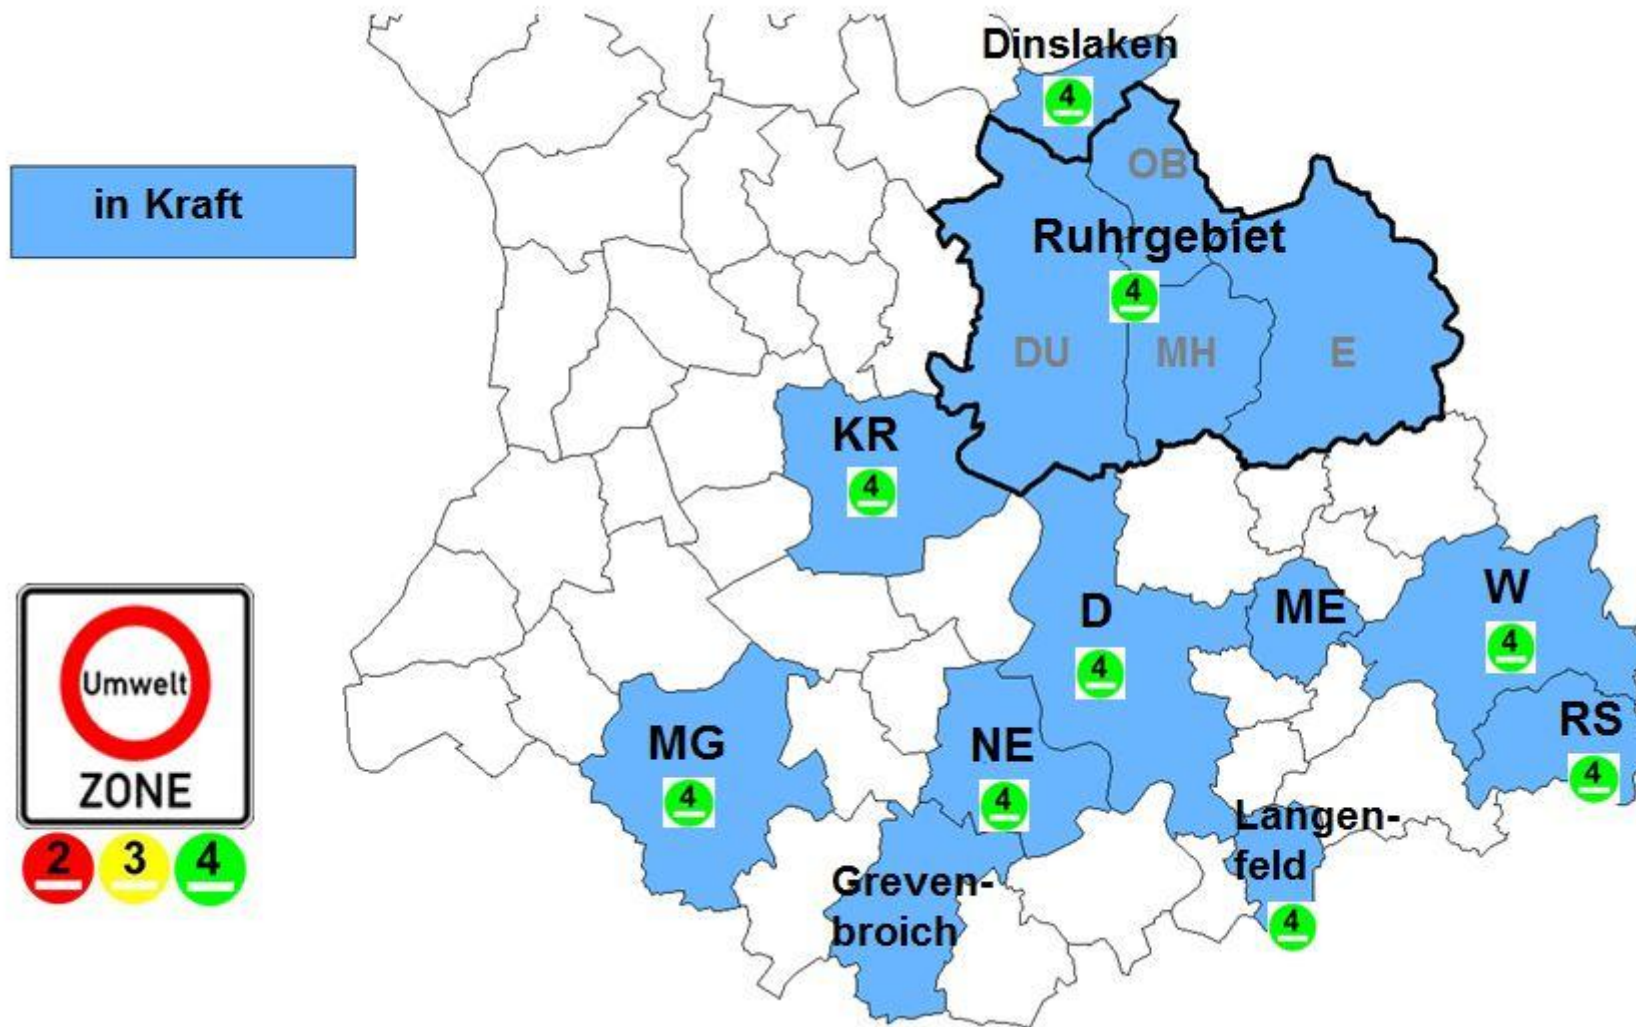 Dinslaken
4
OB
in Kraft
Ruhrgebiet
4
DU
MH
E
KR
4
D
4
ME
W
4
Umwelt
ZONE
2
3
4
MG
4
NE
4
RS
4
Langen-
feld
4
Greven-
broich